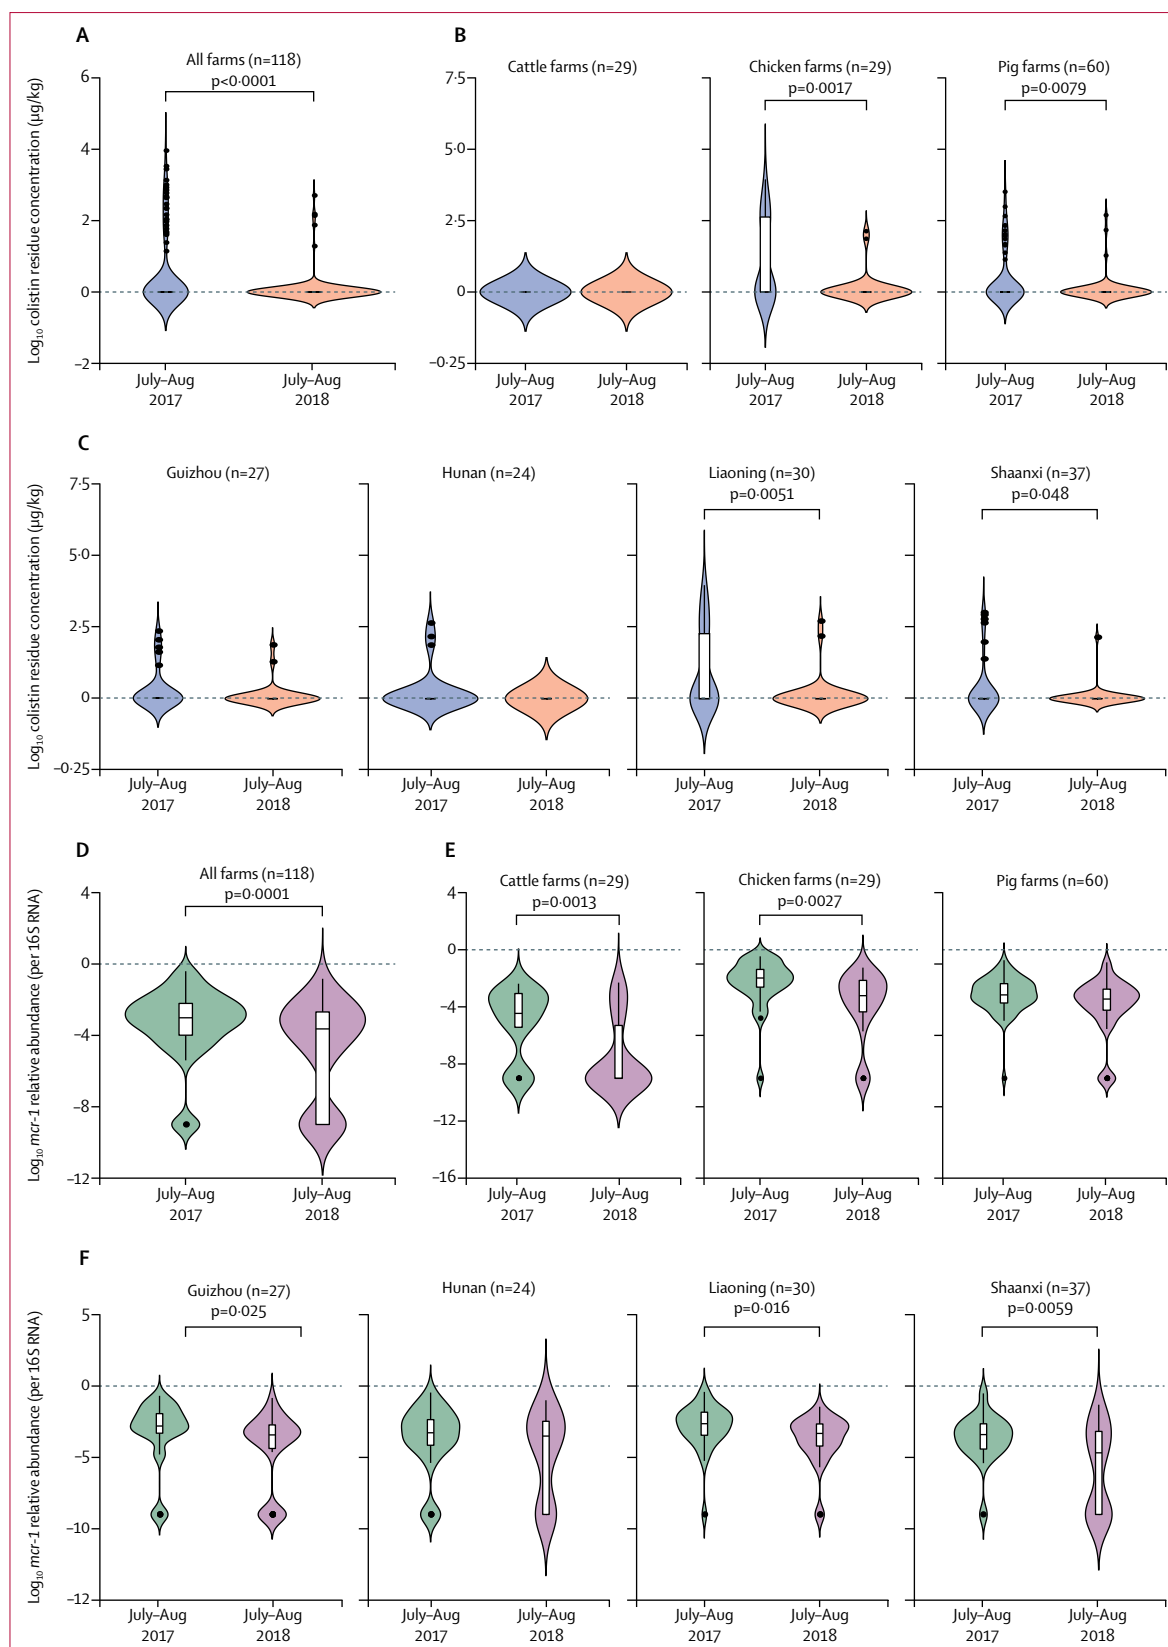 A
All farms (n=118)
p<0·0001
Log₁₀ colistin residue concentration (µg/kg)
6
4
2
0
–2
July–Aug
2017
July–Aug
2018
B
Cattle farms (n=29)
7·5
5·0
2·5
0
–0·25
July–Aug
2017
July–Aug
2018
Chicken farms (n=29)
p=0·0017
July–Aug
2017
July–Aug
2018
Pig farms (n=60)
p=0·0079
July–Aug
2017
July–Aug
2018
C
Guizhou (n=27)
Log₁₀ colistin residue concentration (µg/kg)
7·5
5·0
2·5
0
–0·25
July–Aug
2017
July–Aug
2018
Hunan (n=24)
July–Aug
2017
July–Aug
2018
Liaoning (n=30)
p=0·0051
July–Aug
2017
July–Aug
2018
Shaanxi (n=37)
p=0·048
July–Aug
2017
July–Aug
2018
D
All farms (n=118)
p=0·0001
Log₁₀ mcr-1 relative abundance (per 16S RNA)
4
0
–4
–8
–12
July–Aug
2017
July–Aug
2018
E
Cattle farms (n=29)
p=0·0013
4
0
–4
–8
–12
–16
July–Aug
2017
July–Aug
2018
Chicken farms (n=29)
p=0·0027
July–Aug
2017
July–Aug
2018
Pig farms (n=60)
July–Aug
2017
July–Aug
2018
F
Guizhou (n=27)
p=0·025
Log₁₀ mcr-1 relative abundance (per 16S RNA)
5
0
–5
–10
–12
July–Aug
2017
July–Aug
2018
Hunan (n=24)
July–Aug
2017
July–Aug
2018
Liaoning (n=30)
p=0·016
July–Aug
2017
July–Aug
2018
Shaanxi (n=37)
p=0·0059
July–Aug
2017
July–Aug
2018